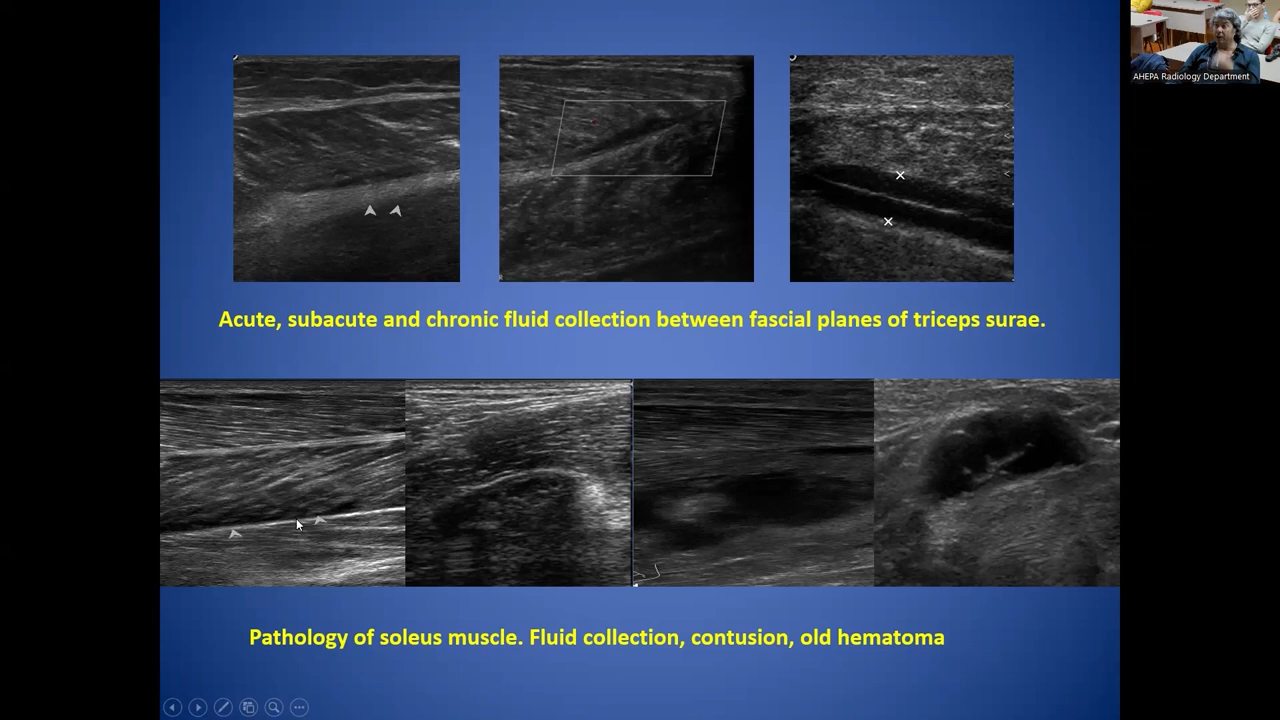 AHEPA Radiology Department
Acute, subacute and chronic fluid collection between fascial planes of triceps surae.
Pathology of soleus muscle. Fluid collection, contusion, old hematoma